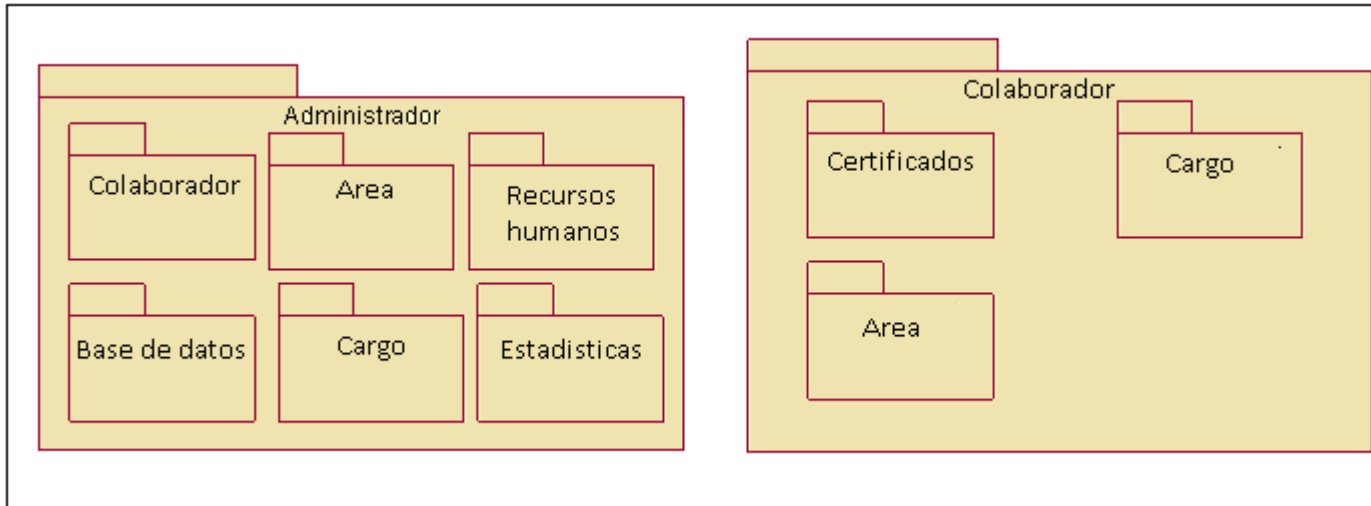 Administrador
Colaborador
Area
Recursos
humanos
Base de datos
Cargo
Estadisticas
Colaborador
Certificados
Cargo
Area